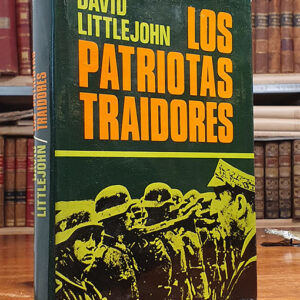 DAVID
LITTLEJOHN
LOS
PATRIOTAS
TRAIDORES
LITTLEJOHN/
TRAIDORES